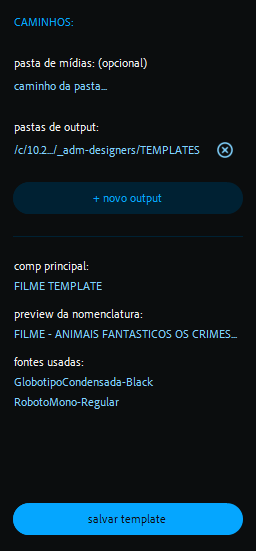 CAMINHOS:
pasta de mídias: (opcional)
caminho da pasta...
pastas de output:
/c/10.2.../_adm-designers/TEMPLATES
+ novo output
comp principal:
FILME TEMPLATE
preview da nomenclatura:
FILME - ANIMAIS FANTASTICOS OS CRIMES...
fontes usadas:
GlobotipoCondensada-Black
RobotoMono-Regular
salvar template